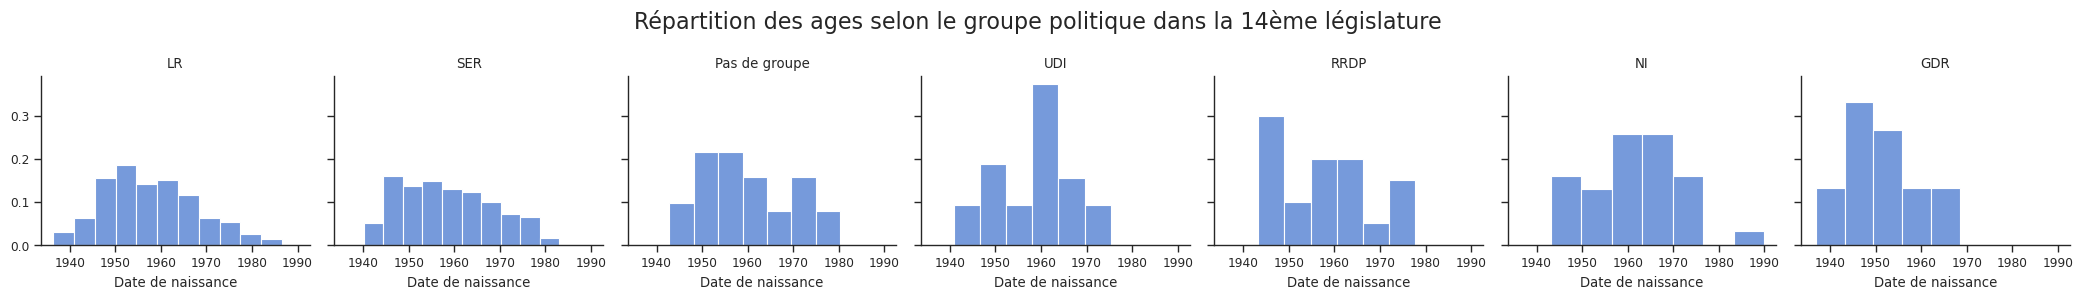 Répartition des ages selon le groupe politique dans la 14ème législature
LR SER Pas de groupe UDI RRDP NI GDR
0.3
0.2
0.1
0.0
1940 1950 1960 1970 1980 1990 1940 1950 1960 1970 1980 1990 1940 1950 1960 1970 1980 1990 1940 1950 1960 1970 1980 1990 1940 1950 1960 1970 1980 1990 1940 1950 1960 1970 1980 1990 1940 1950 1960 1970 1980 1990
Date de naissance Date de naissance Date de naissance Date de naissance Date de naissance Date de naissance Date de naissance